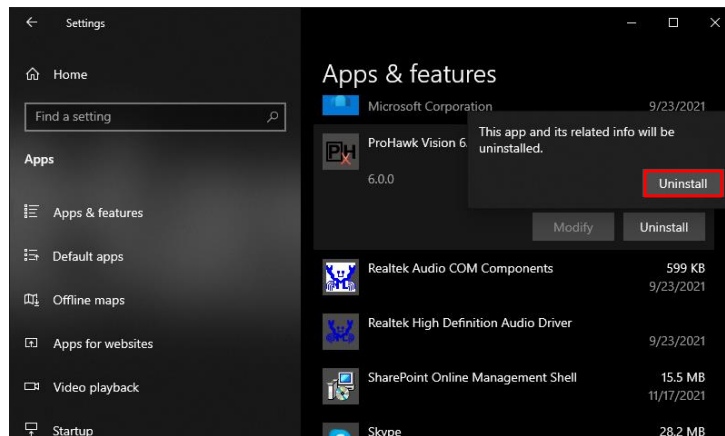 Settings
Home
Find a setting
Apps
Apps & features
Default apps
Offline maps
Apps for websites
Video playback
Startup
Apps & features
Microsoft Corporation 9/23/2021
ProHawk Vision 6.
6.0.0
This app and its related info will be
uninstalled.
Uninstall
Modify Uninstall
Realtek Audio COM Components 599 KB
9/23/2021
Realtek High Definition Audio Driver
9/23/2021
SharePoint Online Management Shell 15.5 MB
11/17/2021
Skype 28.2 MB